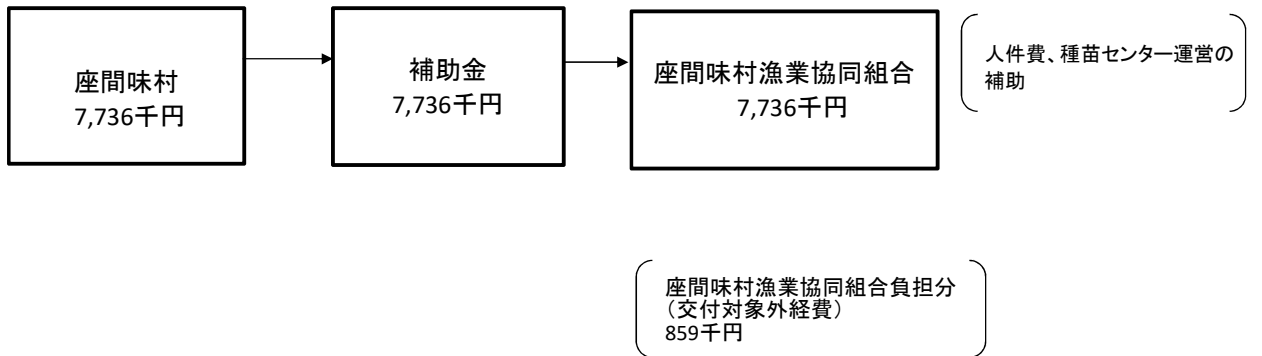 座間味村
7,736千円
補助金
7,736千円
座間味村漁業協同組合
7,736千円
人件費、種苗センター運営の
補助
座間味村漁業協同組合負担分
（交付対象外経費）
859千円